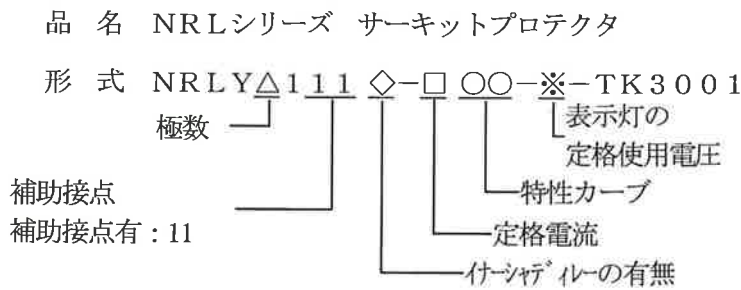 品 名 NRLシリーズ サーキットプロテクタ
形 式 NRLY△111◇-□○○-※-TK3001
極数
表示灯の
定格使用電圧
補助接点
補助接点有:11
特性カーブ
定格電流
イナーシャディレーの有無